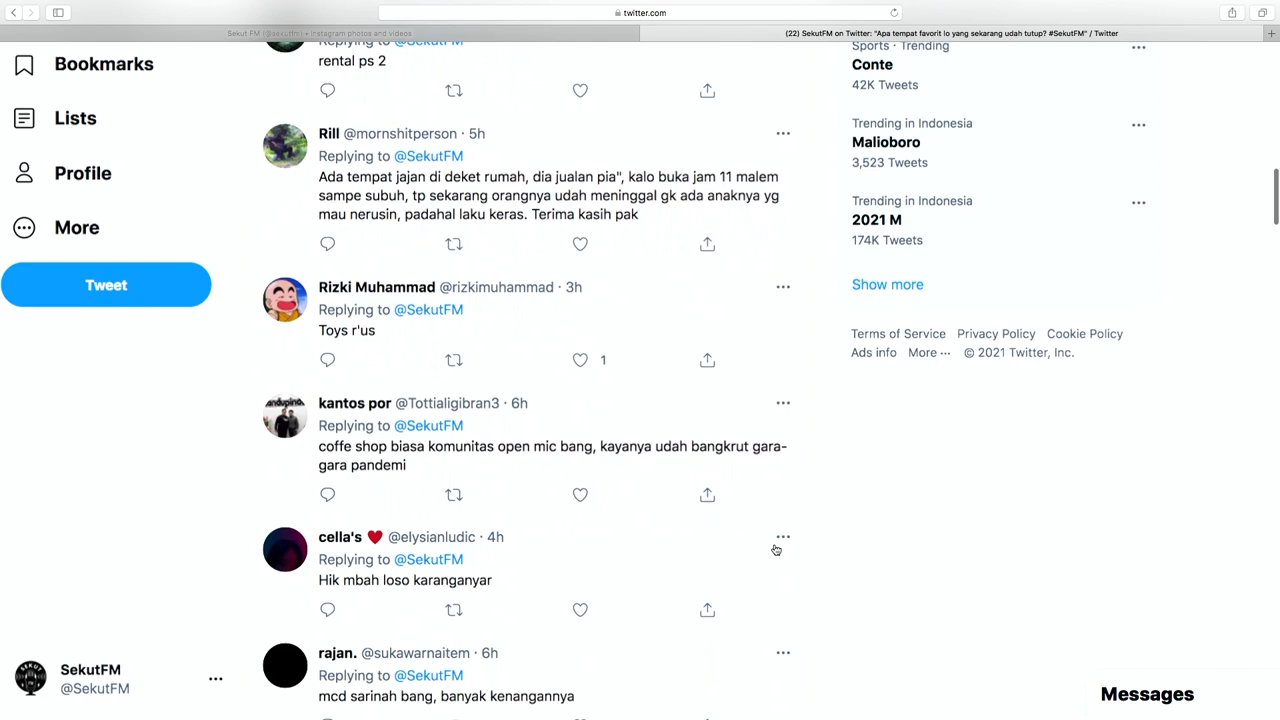 twitter.com
Sekut FM (@sekutfm) • Instagram photos and videos
(22) SekutFM on Twitter: "Apa tempat favorit lo yang sekarang udah tutup? #SekutFM" / Twitter
Bookmarks
Lists
Profile
More
Tweet
SekutFM
@SekutFM
Replying to @SekutFM
rental ps 2
Rill @mornshitperson · 5h
Replying to @SekutFM
Ada tempat jajan di deket rumah, dia jualan pia", kalo buka jam 11 malem
sampe subuh, tp sekarang orangnya udah meninggal gk ada anaknya yg
mau nerusin, padahal laku keras. Terima kasih pak
Rizki Muhammad @rizkimuhammad · 3h
Replying to @SekutFM
Toys r'us
1
kantos por @Tottialigibran3 · 6h
Replying to @SekutFM
coffe shop biasa komunitas open mic bang, kayanya udah bangkrut gara-
gara pandemi
cella's ❤️ @elysianludic · 4h
Replying to @SekutFM
Hik mbah loso karanganyar
rajan. @sukawarnaitem · 6h
Replying to @SekutFM
mcd sarinah bang, banyak kenangannya
Sports · Trending
Conte
42K Tweets
Trending in Indonesia
Malioboro
3,523 Tweets
Trending in Indonesia
2021 M
174K Tweets
Show more
Terms of Service Privacy Policy Cookie Policy
Ads info More ··· © 2021 Twitter, Inc.
Messages